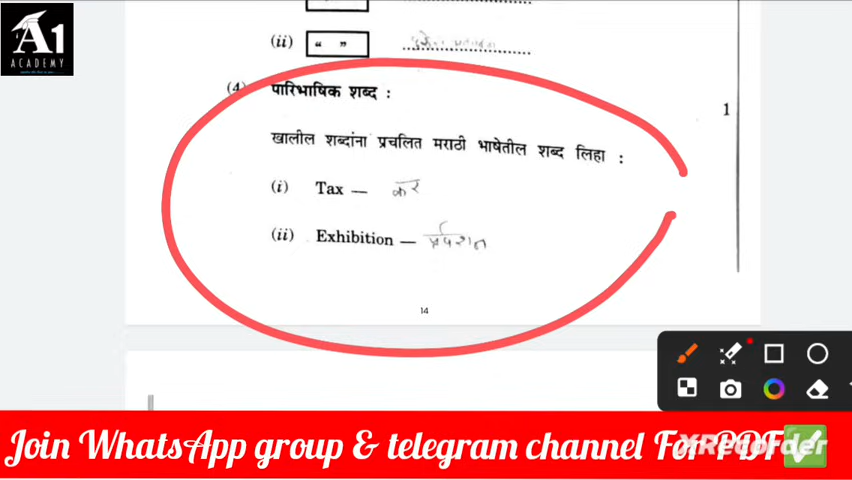 A1
ACADEMY
(ii) “ ”
(4) पारिभाषिक शब्द :
1
खालील शब्दांना प्रचलित मराठी भाषेतील शब्द लिहा :
(i) Tax — कर
(ii) Exhibition — प्रदर्शन
14
Join WhatsApp group & telegram channel For PDF ✅
XRecorder